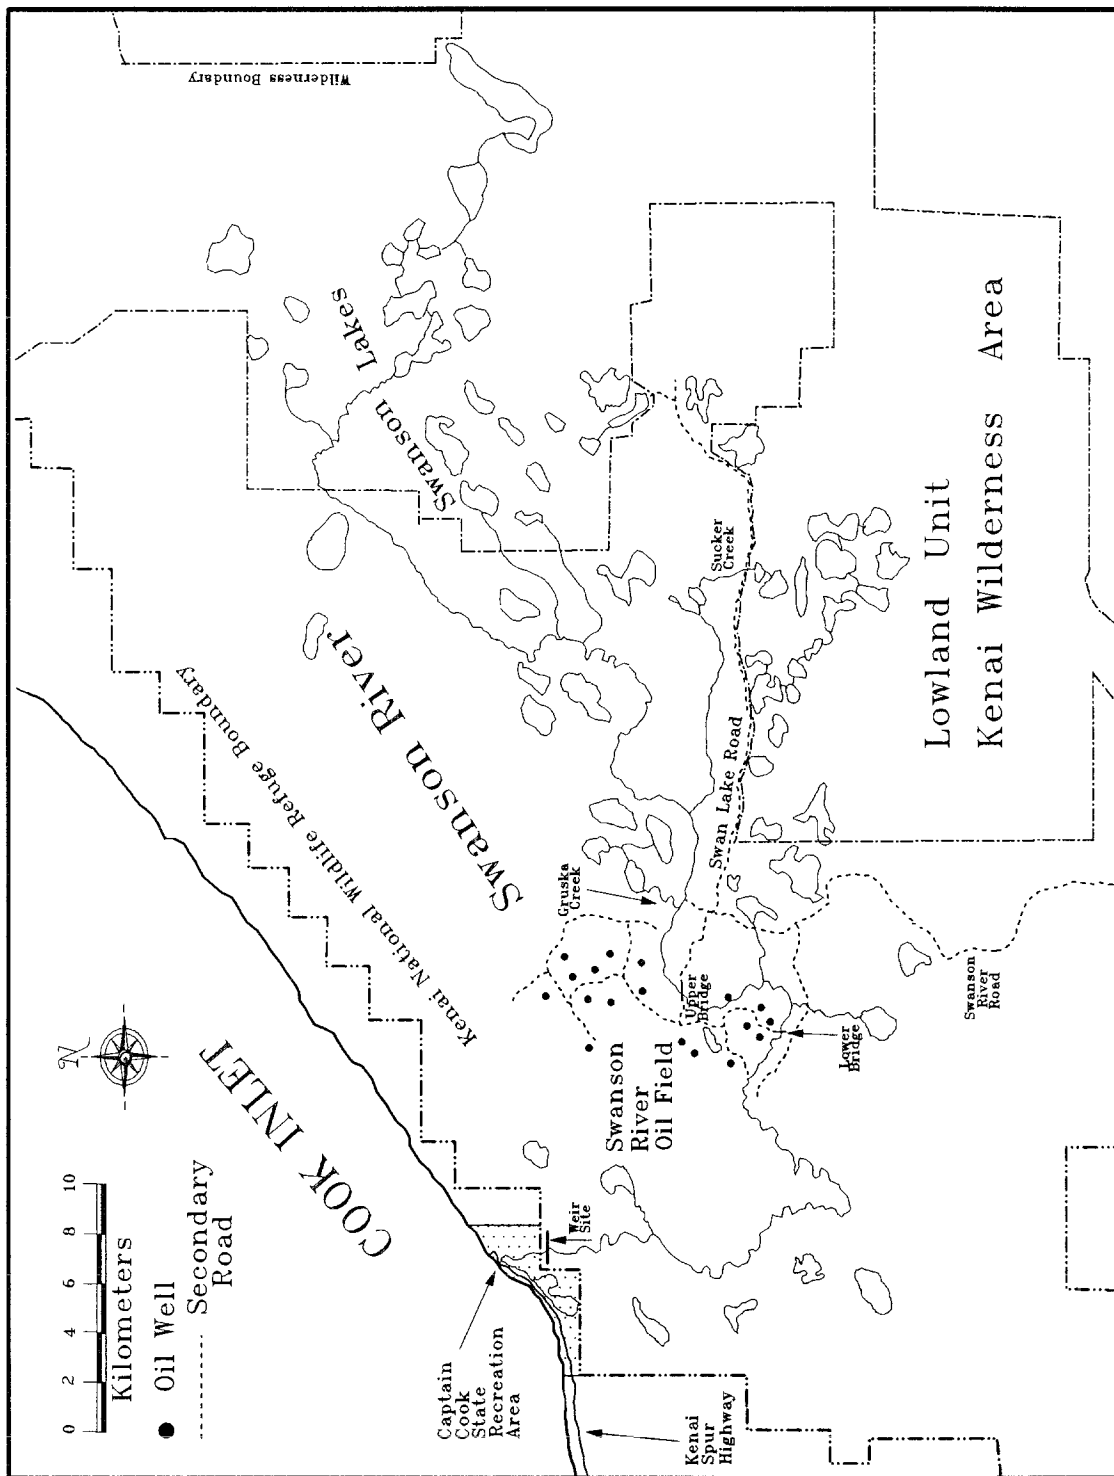 Wilderness Boundary
Swanson Lakes
Swanson River
Kenai National Wildlife Refuge Boundary
COOK INLET
N
0 2 4 6 8 10
Kilometers
Oil Well
Secondary
Road
Captain
Cook
State
Recreation
Area
Kenai
Spur
Highway
Weir
Site
Swanson
River
Oil Field
Upper
Bridge
Lower
Bridge
Gruska
Creek
Swan Lake Road
Sucker
Creek
Swanson
River
Road
Lowland Unit
Kenai Wilderness Area